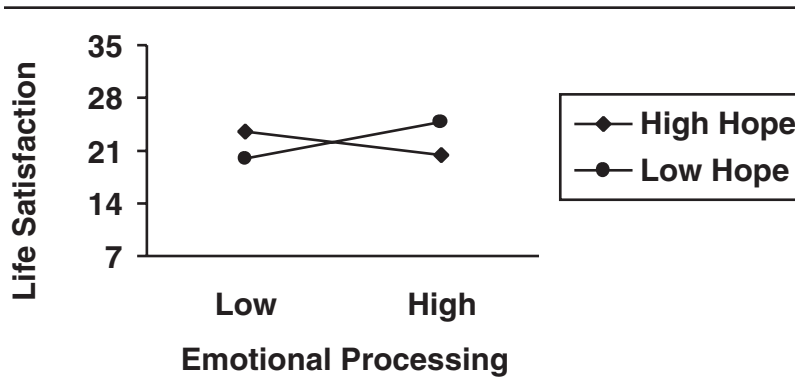 35
28
21
14
7
Life Satisfaction
Low
High
Emotional Processing
High Hope
Low Hope